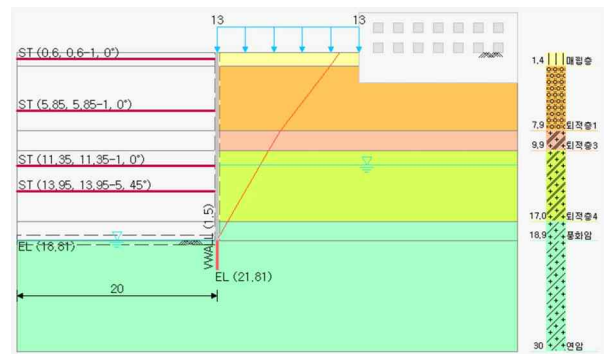 13 13
ST (0,6, 0,6-1, 0°)
1,4 매립층
ST (5,85, 5,85-1, 0°)
7,9 퇴적층1
9,9 퇴적층3
ST (11,35, 11,35-1, 0°)
ST (13,95, 13,95-5, 45°)
17,0 퇴적층4
VWALL (1,5)
18,9 풍화암
EL (18,81)
EL (21,81)
20
30 연암